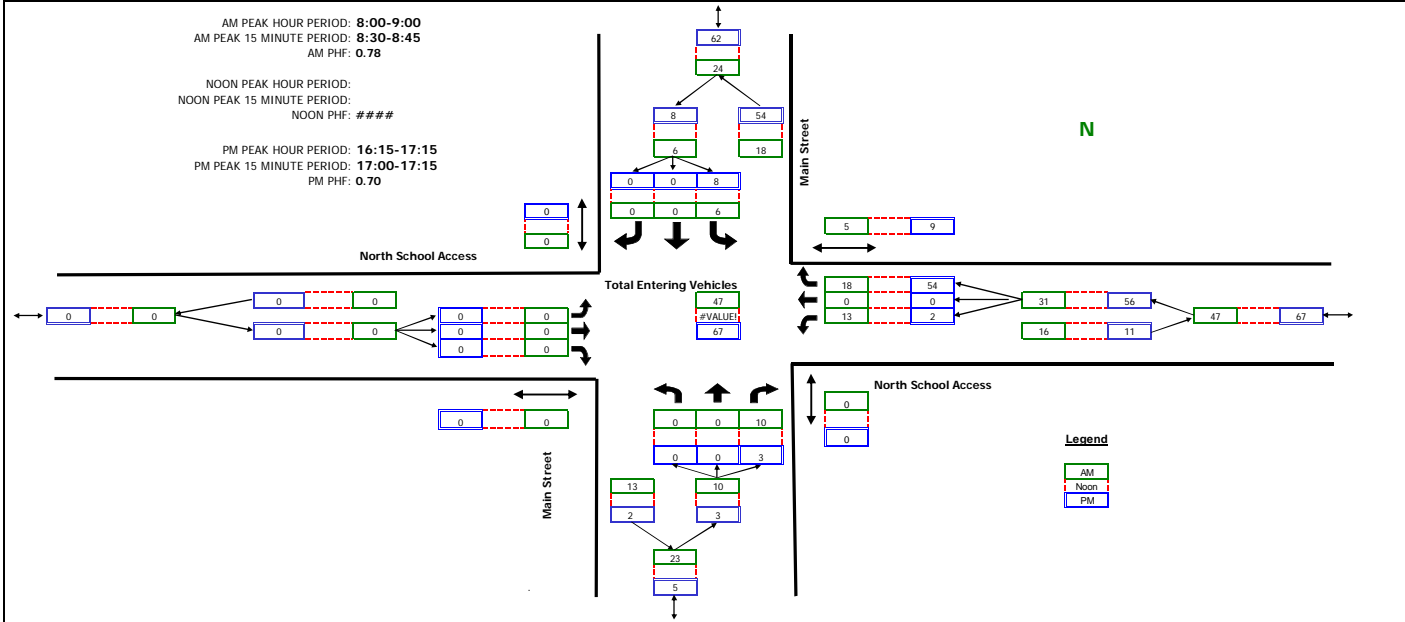 AM PEAK HOUR PERIOD: 8:00-9:00
AM PEAK 15 MINUTE PERIOD: 8:30-8:45
AM PHF: 0.78
NOON PEAK HOUR PERIOD:
NOON PEAK 15 MINUTE PERIOD:
NOON PHF: ####
PM PEAK HOUR PERIOD: 16:15-17:15
PM PEAK 15 MINUTE PERIOD: 17:00-17:15
PM PHF: 0.70
62
24
8 54
6 18
0 0 8
0 0 6
Main Street
N
0
0
5 9
North School Access
Total Entering Vehicles
47
#VALUE!
67
0 0
0 0
0 0
0 0
0 0
0 0
18 54
0 0
13 2
31 56
16 11
47 67
North School Access
0 0
0
0
0 0 10
0 0 3
13 10
2 3
23
5
Main Street
Legend
AM
Noon
PM